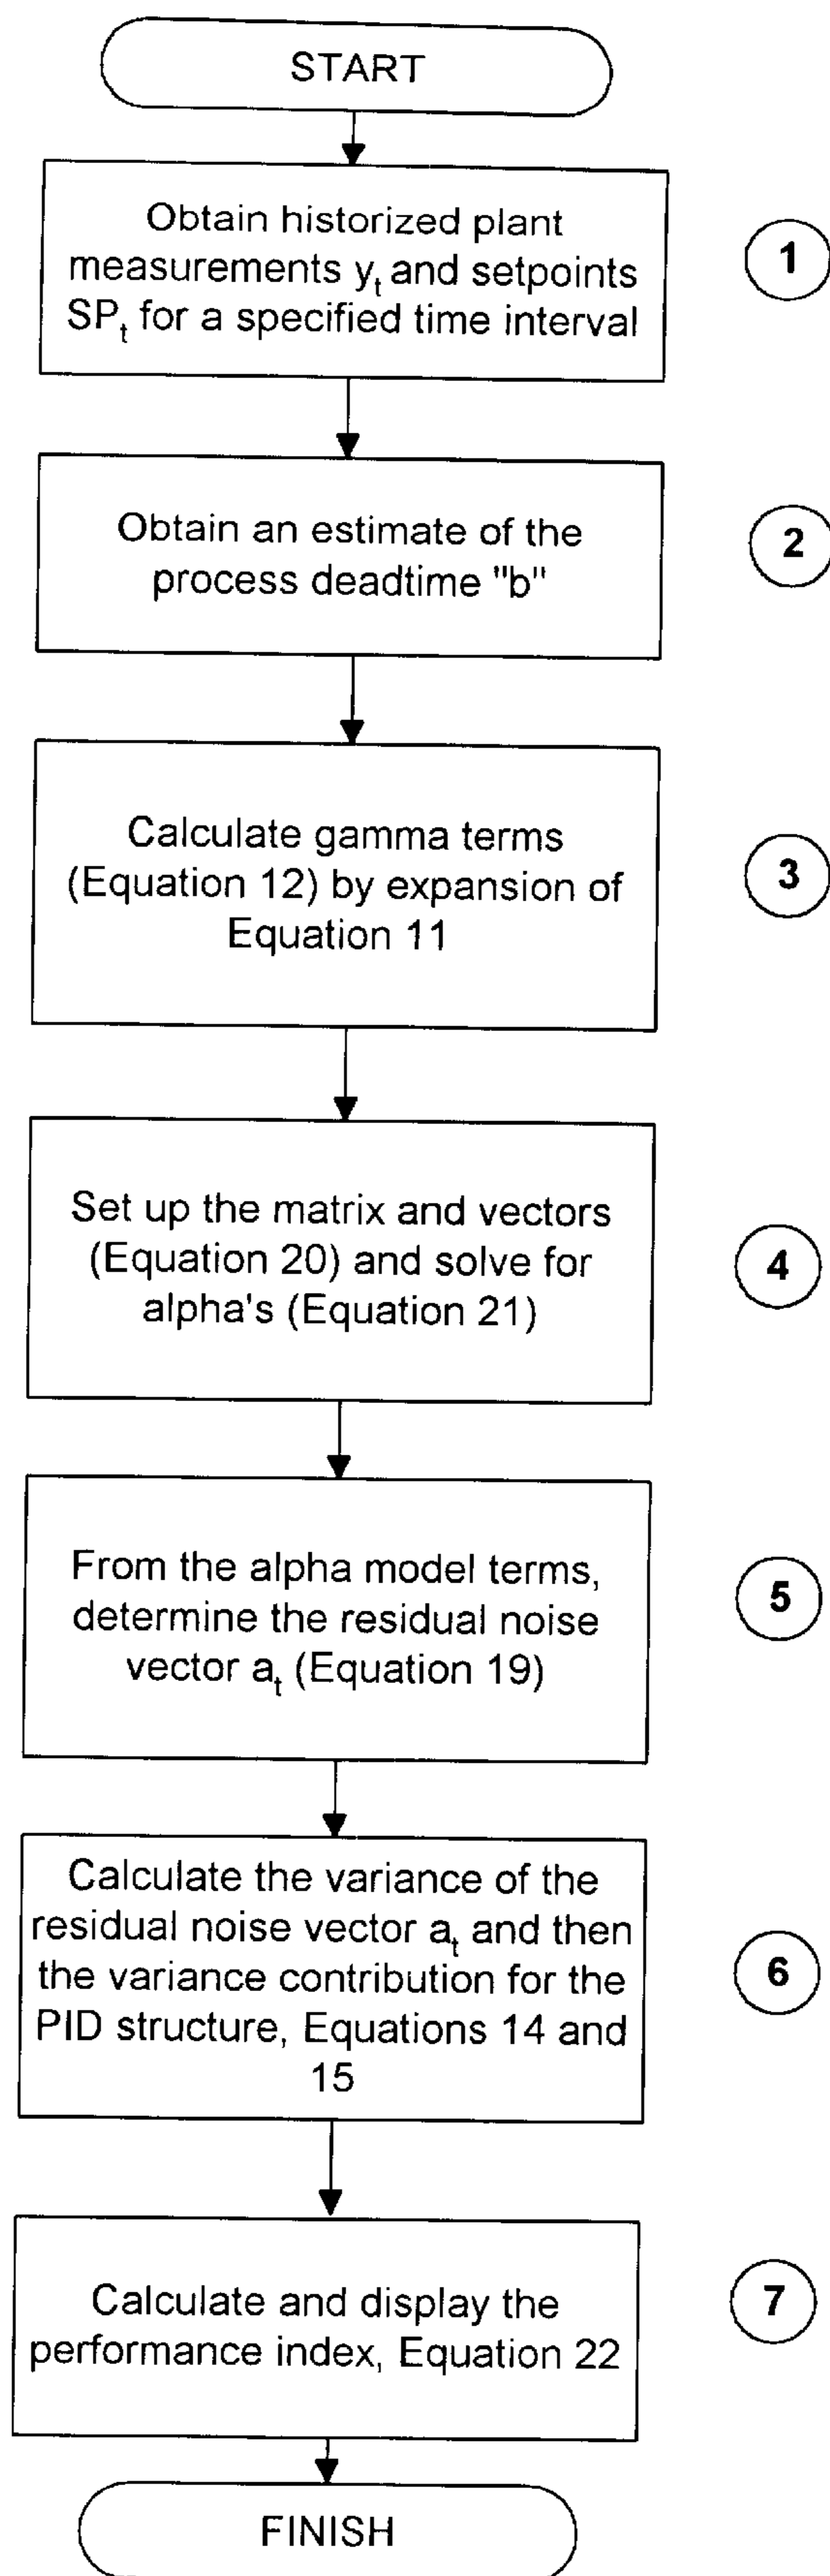 START
Obtain historized plant
measurements yt and setpoints
SPt for a specified time interval
1
Obtain an estimate of the
process deadtime "b"
2
Calculate gamma terms
(Equation 12) by expansion of
Equation 11
3
Set up the matrix and vectors
(Equation 20) and solve for
alpha's (Equation 21)
4
From the alpha model terms,
determine the residual noise
vector at (Equation 19)
5
Calculate the variance of the
residual noise vector at and then
the variance contribution for the
PID structure, Equations 14 and
15
6
Calculate and display the
performance index, Equation 22
7
FINISH